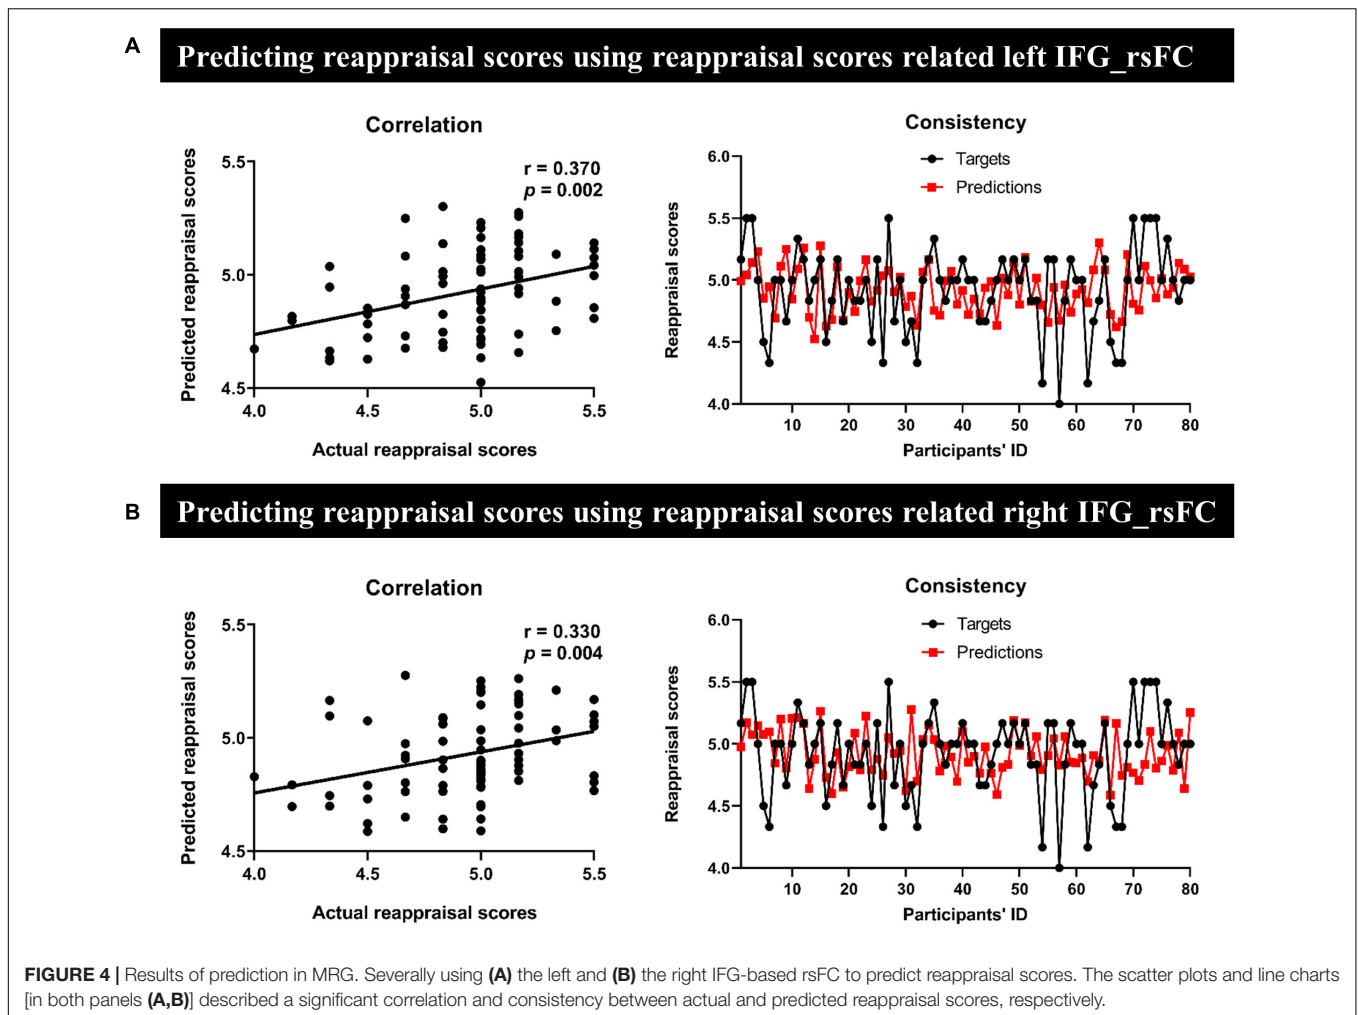 A
Predicting reappraisal scores using reappraisal scores related left IFG_rsFC
Correlation
r = 0.370
p = 0.002
Predicted reappraisal scores
5.5
5.0
4.5
4.0
4.5
5.0
5.5
Actual reappraisal scores
Consistency
Targets
Predictions
Reappraisal scores
6.0
5.5
5.0
4.5
4.0
10
20
30
40
50
60
70
80
Participants' ID
B
Predicting reappraisal scores using reappraisal scores related right IFG_rsFC
Correlation
r = 0.330
p = 0.004
Predicted reappraisal scores
5.5
5.0
4.5
4.0
4.5
5.0
5.5
Actual reappraisal scores
Consistency
Targets
Predictions
Reappraisal scores
6.0
5.5
5.0
4.5
4.0
10
20
30
40
50
60
70
80
Participants' ID
FIGURE 4 | Results of prediction in MRG. Severally using (A) the left and (B) the right IFG-based rsFC to predict reappraisal scores. The scatter plots and line charts
[in both panels (A,B)] described a significant correlation and consistency between actual and predicted reappraisal scores, respectively.